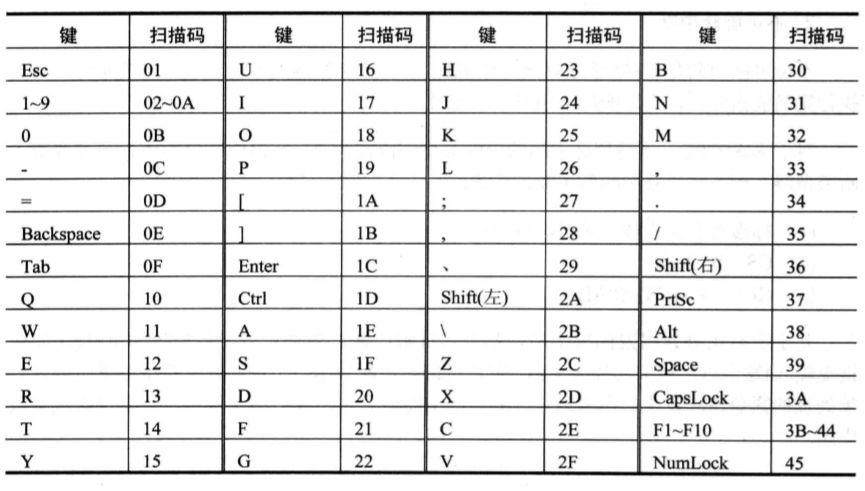 键 扫描码 键 扫描码 键 扫描码 键 扫描码
Esc 01 U 16 H 23 B 30
1~9 02~0A I 17 J 24 N 31
0 0B O 18 K 25 M 32
- 0C P 19 L 26 , 33
= 0D [ 1A ; 27 . 34
Backspace 0E ] 1B , 28 / 35
Tab 0F Enter 1C 、 29 Shift(右) 36
Q 10 Ctrl 1D Shift(左) 2A PrtSc 37
W 11 A 1E \ 2B Alt 38
E 12 S 1F Z 2C Space 39
R 13 D 20 X 2D CapsLock 3A
T 14 F 21 C 2E F1~F10 3B~44
Y 15 G 22 V 2F NumLock 45